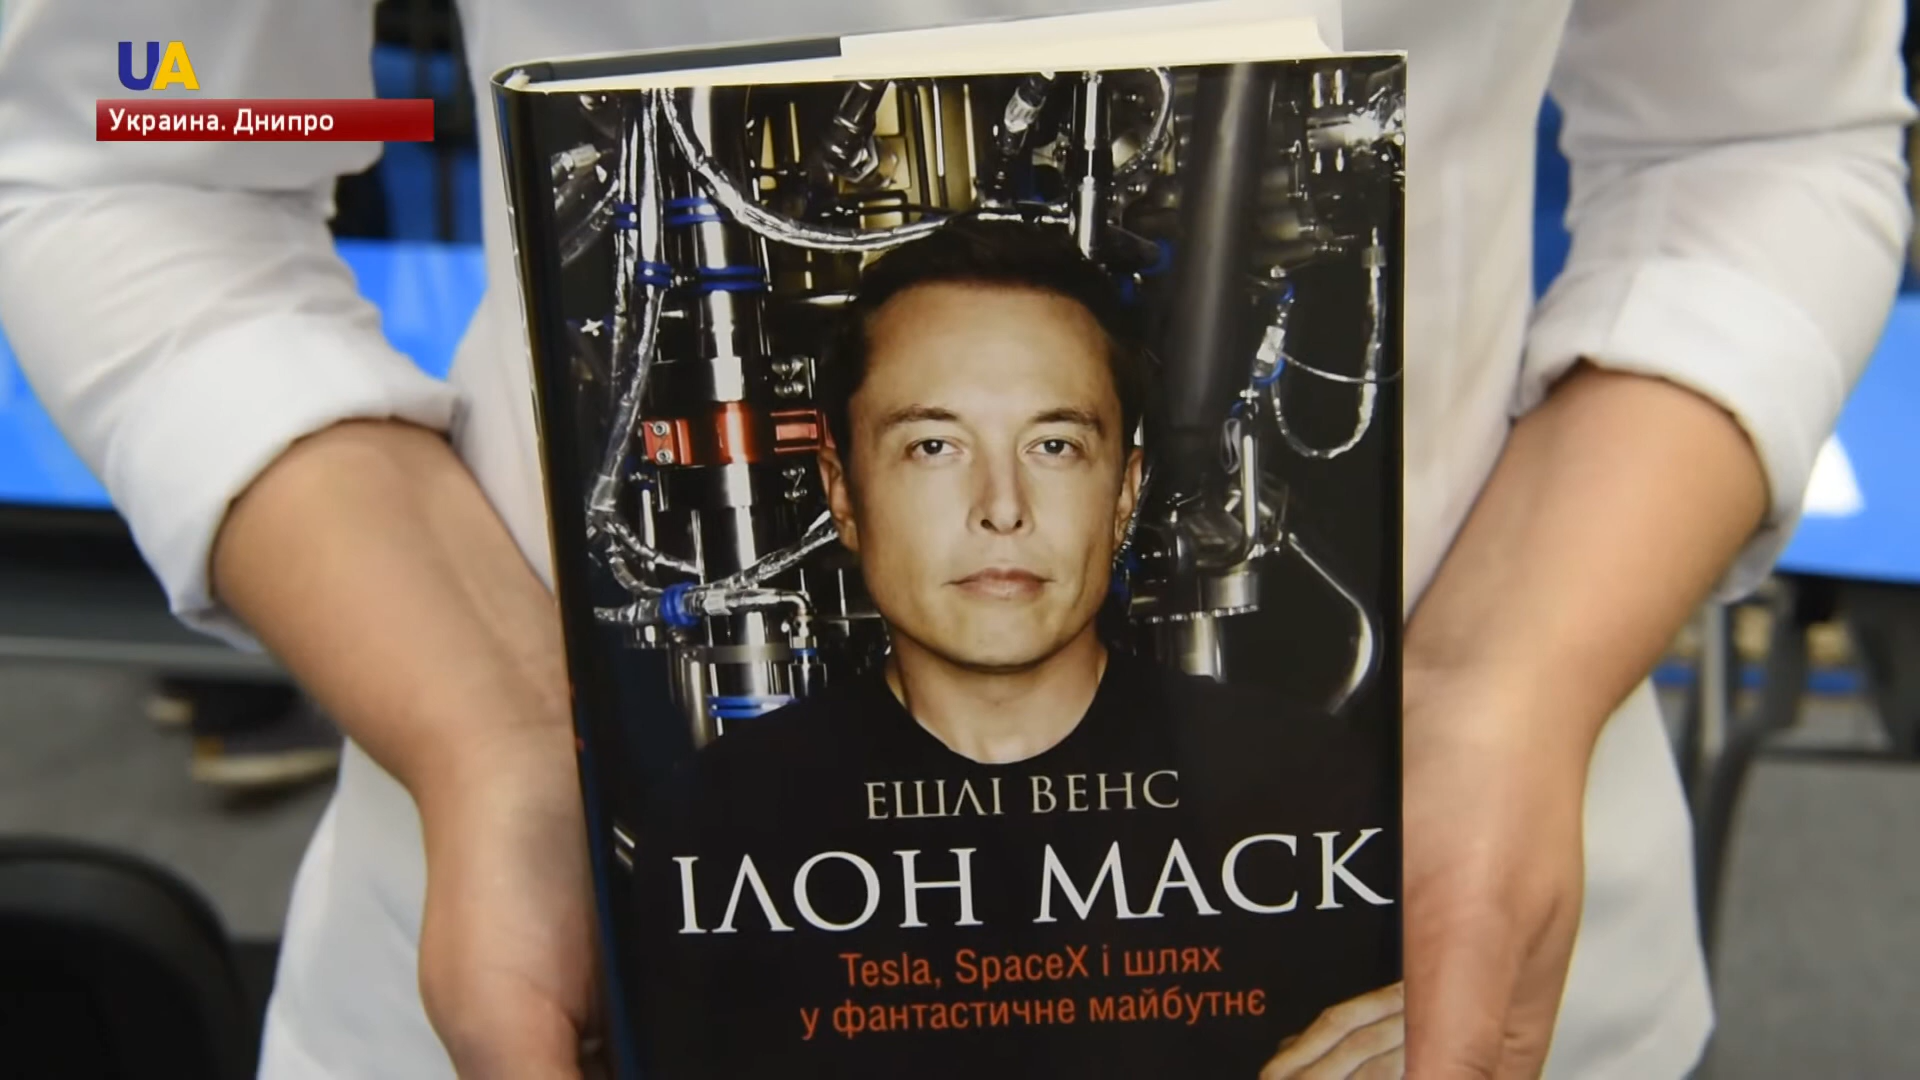 UA
Украина. Днипро
ЕШЛІ ВЕНС
ІЛОН МАСК
Tesla, SpaceX і шлях
у фантастичне майбутнє